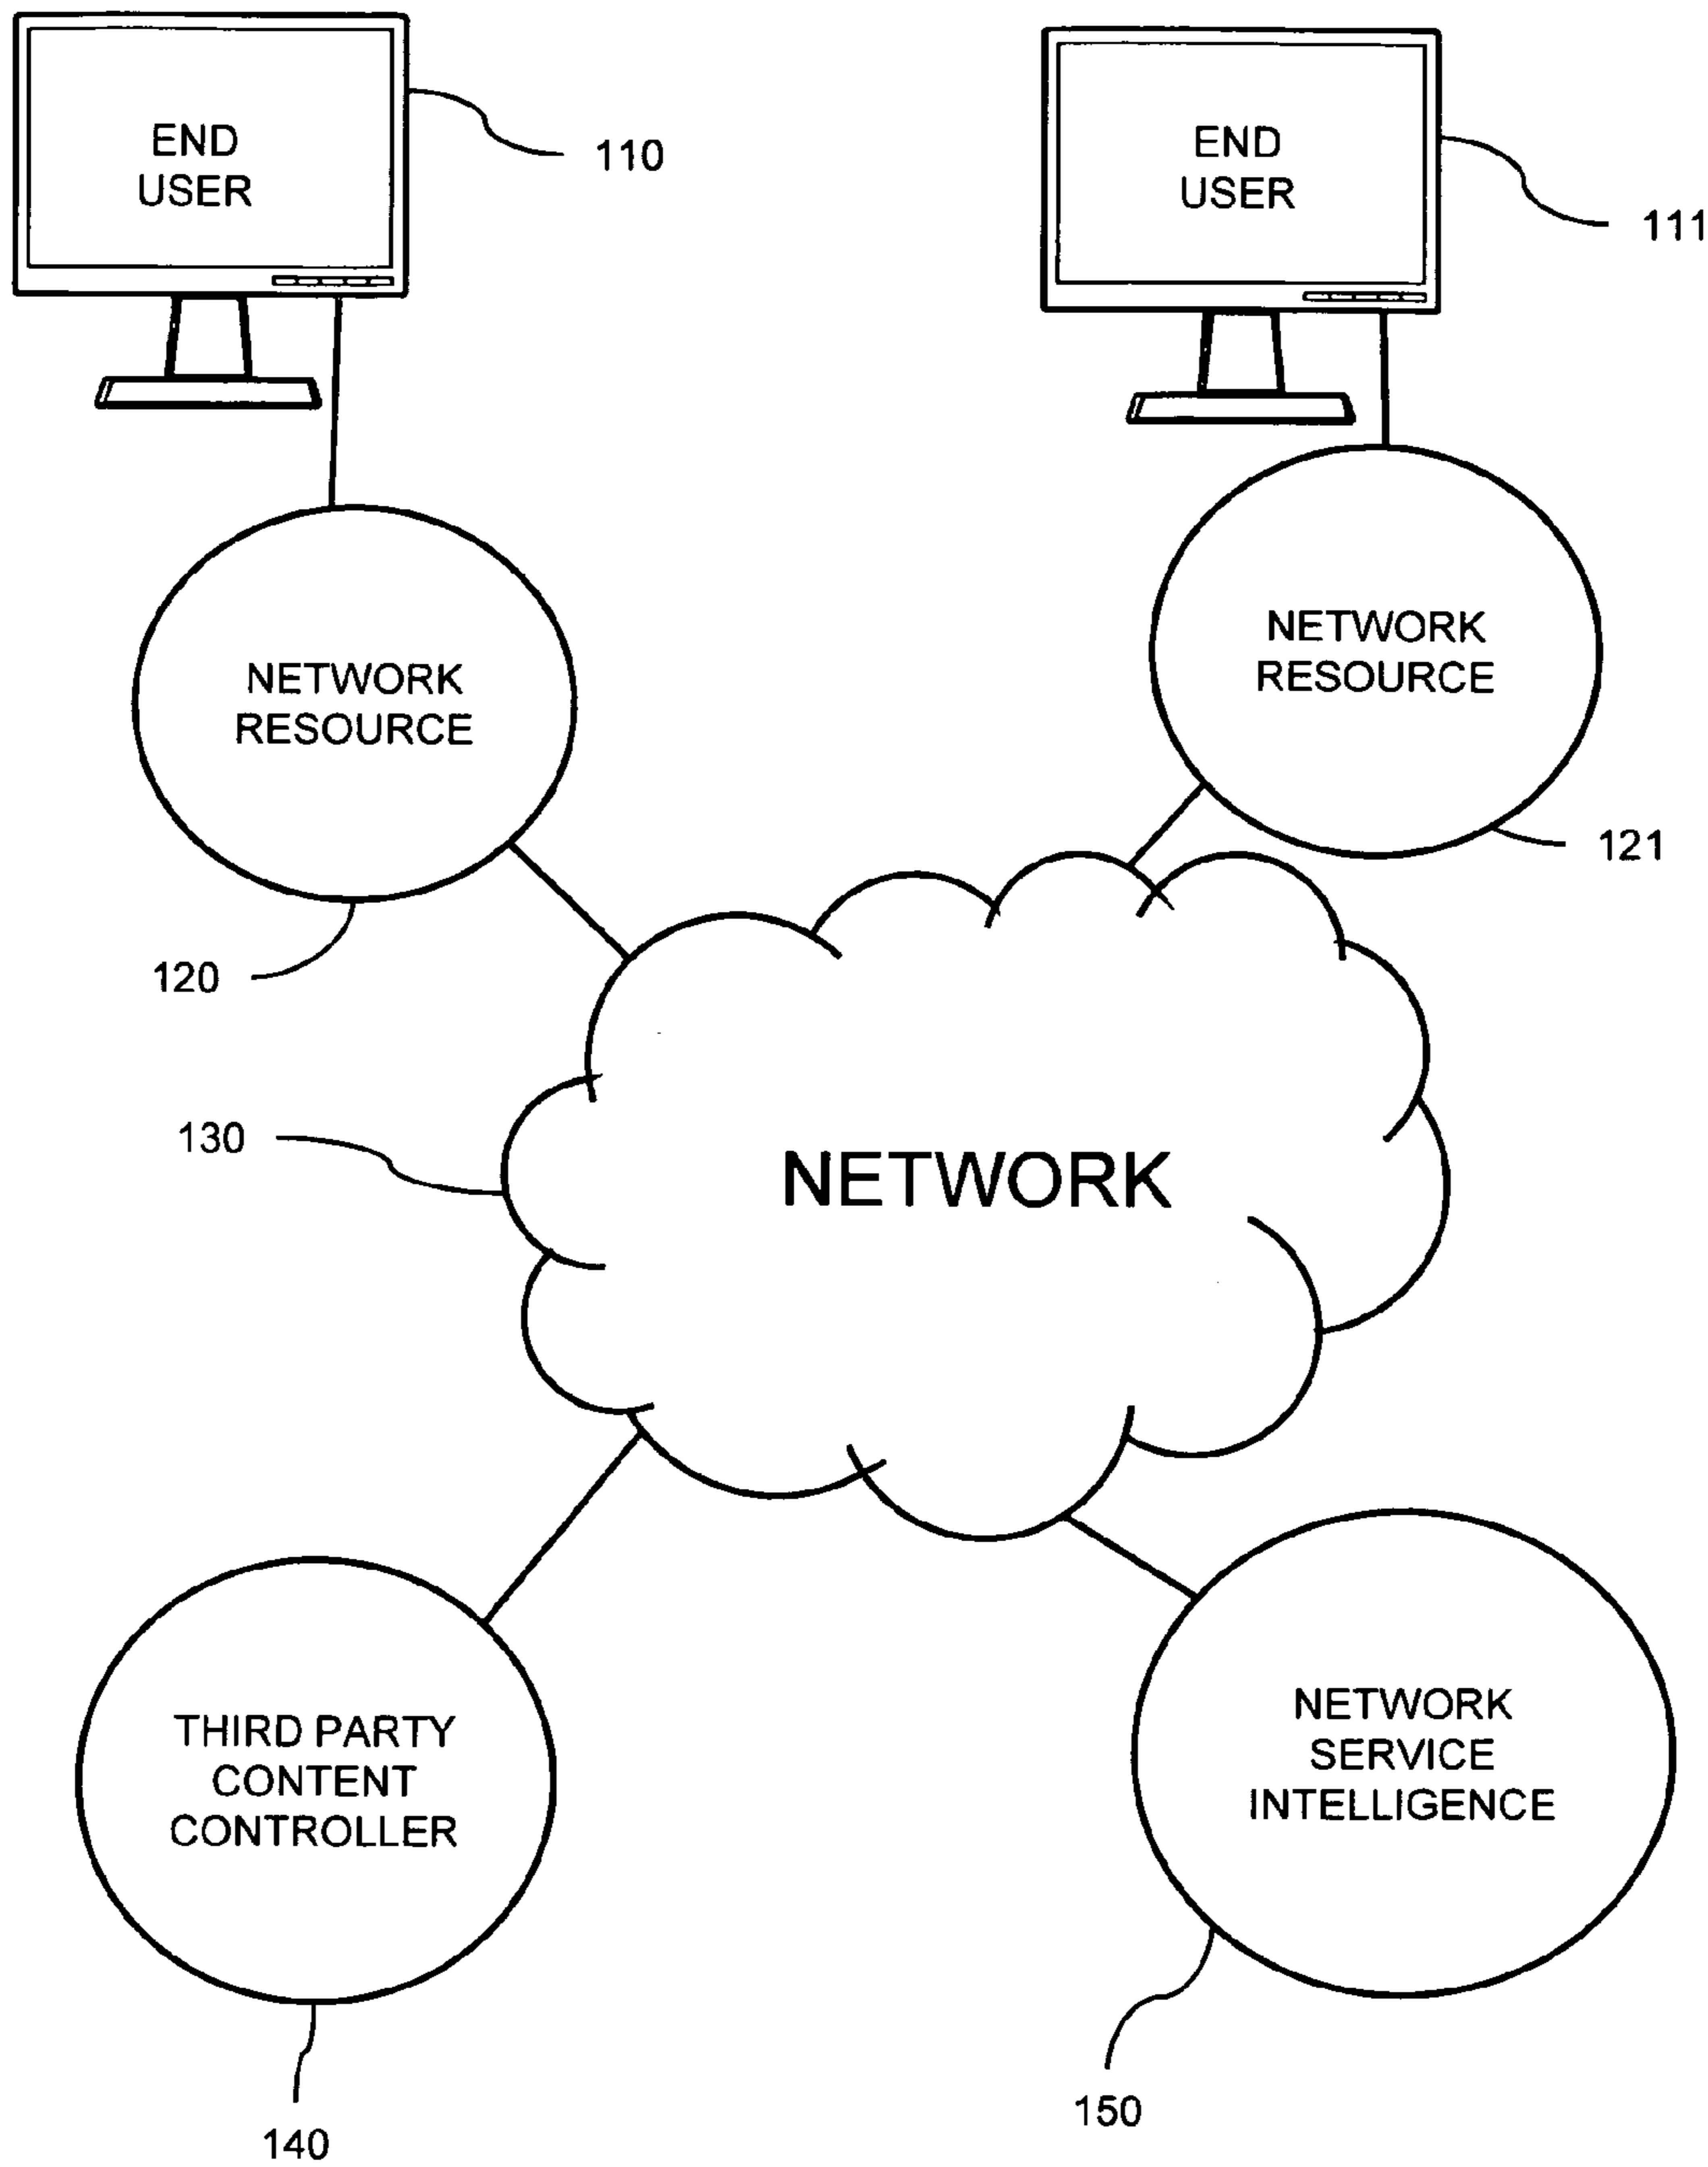 END
USER
110
END
USER
111
NETWORK
RESOURCE
120
NETWORK
RESOURCE
121
130
NETWORK
THIRD PARTY
CONTENT
CONTROLLER
140
NETWORK
SERVICE
INTELLIGENCE
150